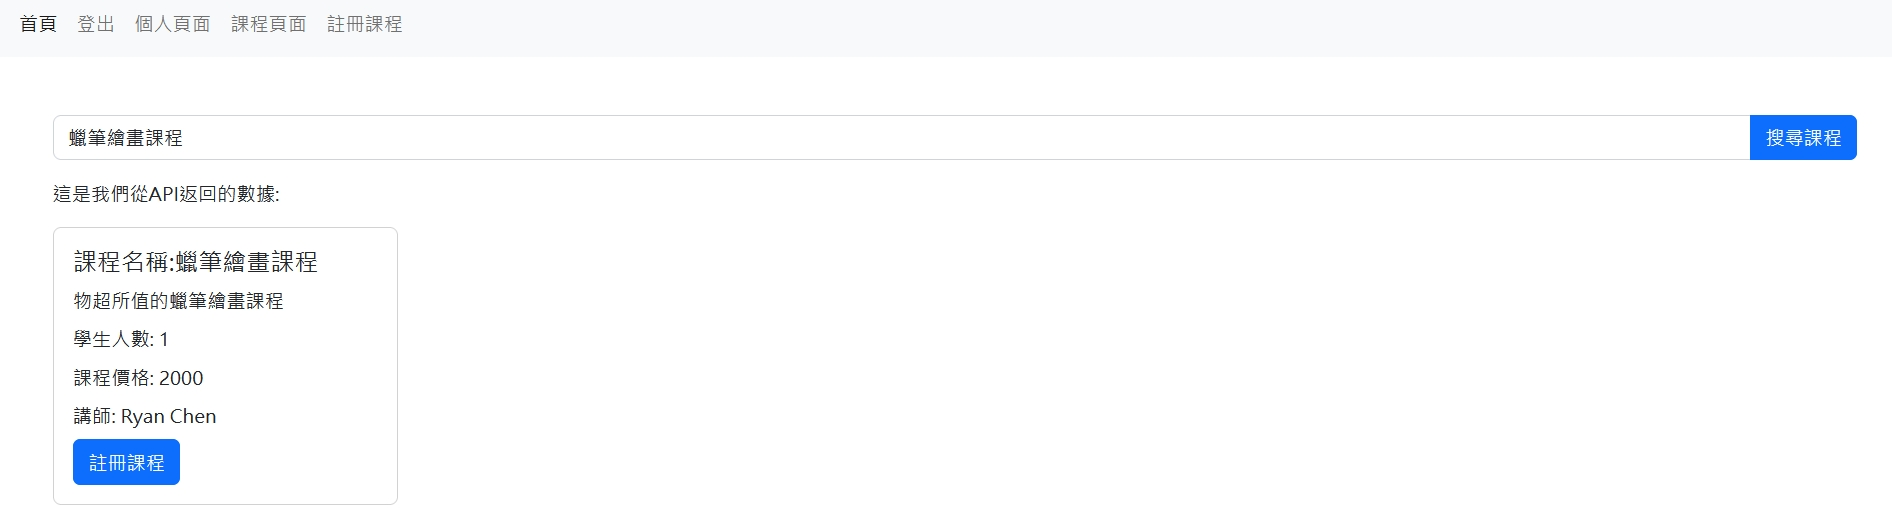 首頁 登出 個人頁面 課程頁面 註冊課程
蠟筆繪畫課程 搜尋課程
這是我們從API返回的數據:
課程名稱:蠟筆繪畫課程
物超所值的蠟筆繪畫課程
學生人數: 1
課程價格: 2000
講師: Ryan Chen
註冊課程